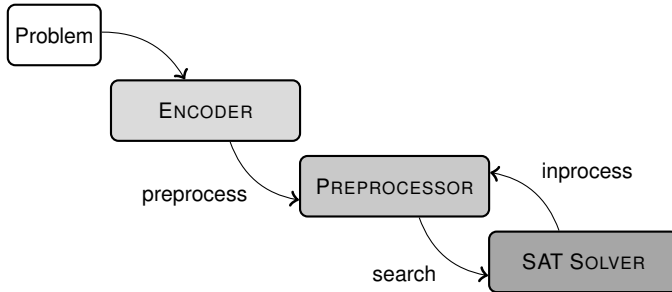 Problem
ENCODER
preprocess
PREPROCESSOR
inprocess
search
SAT SOLVER